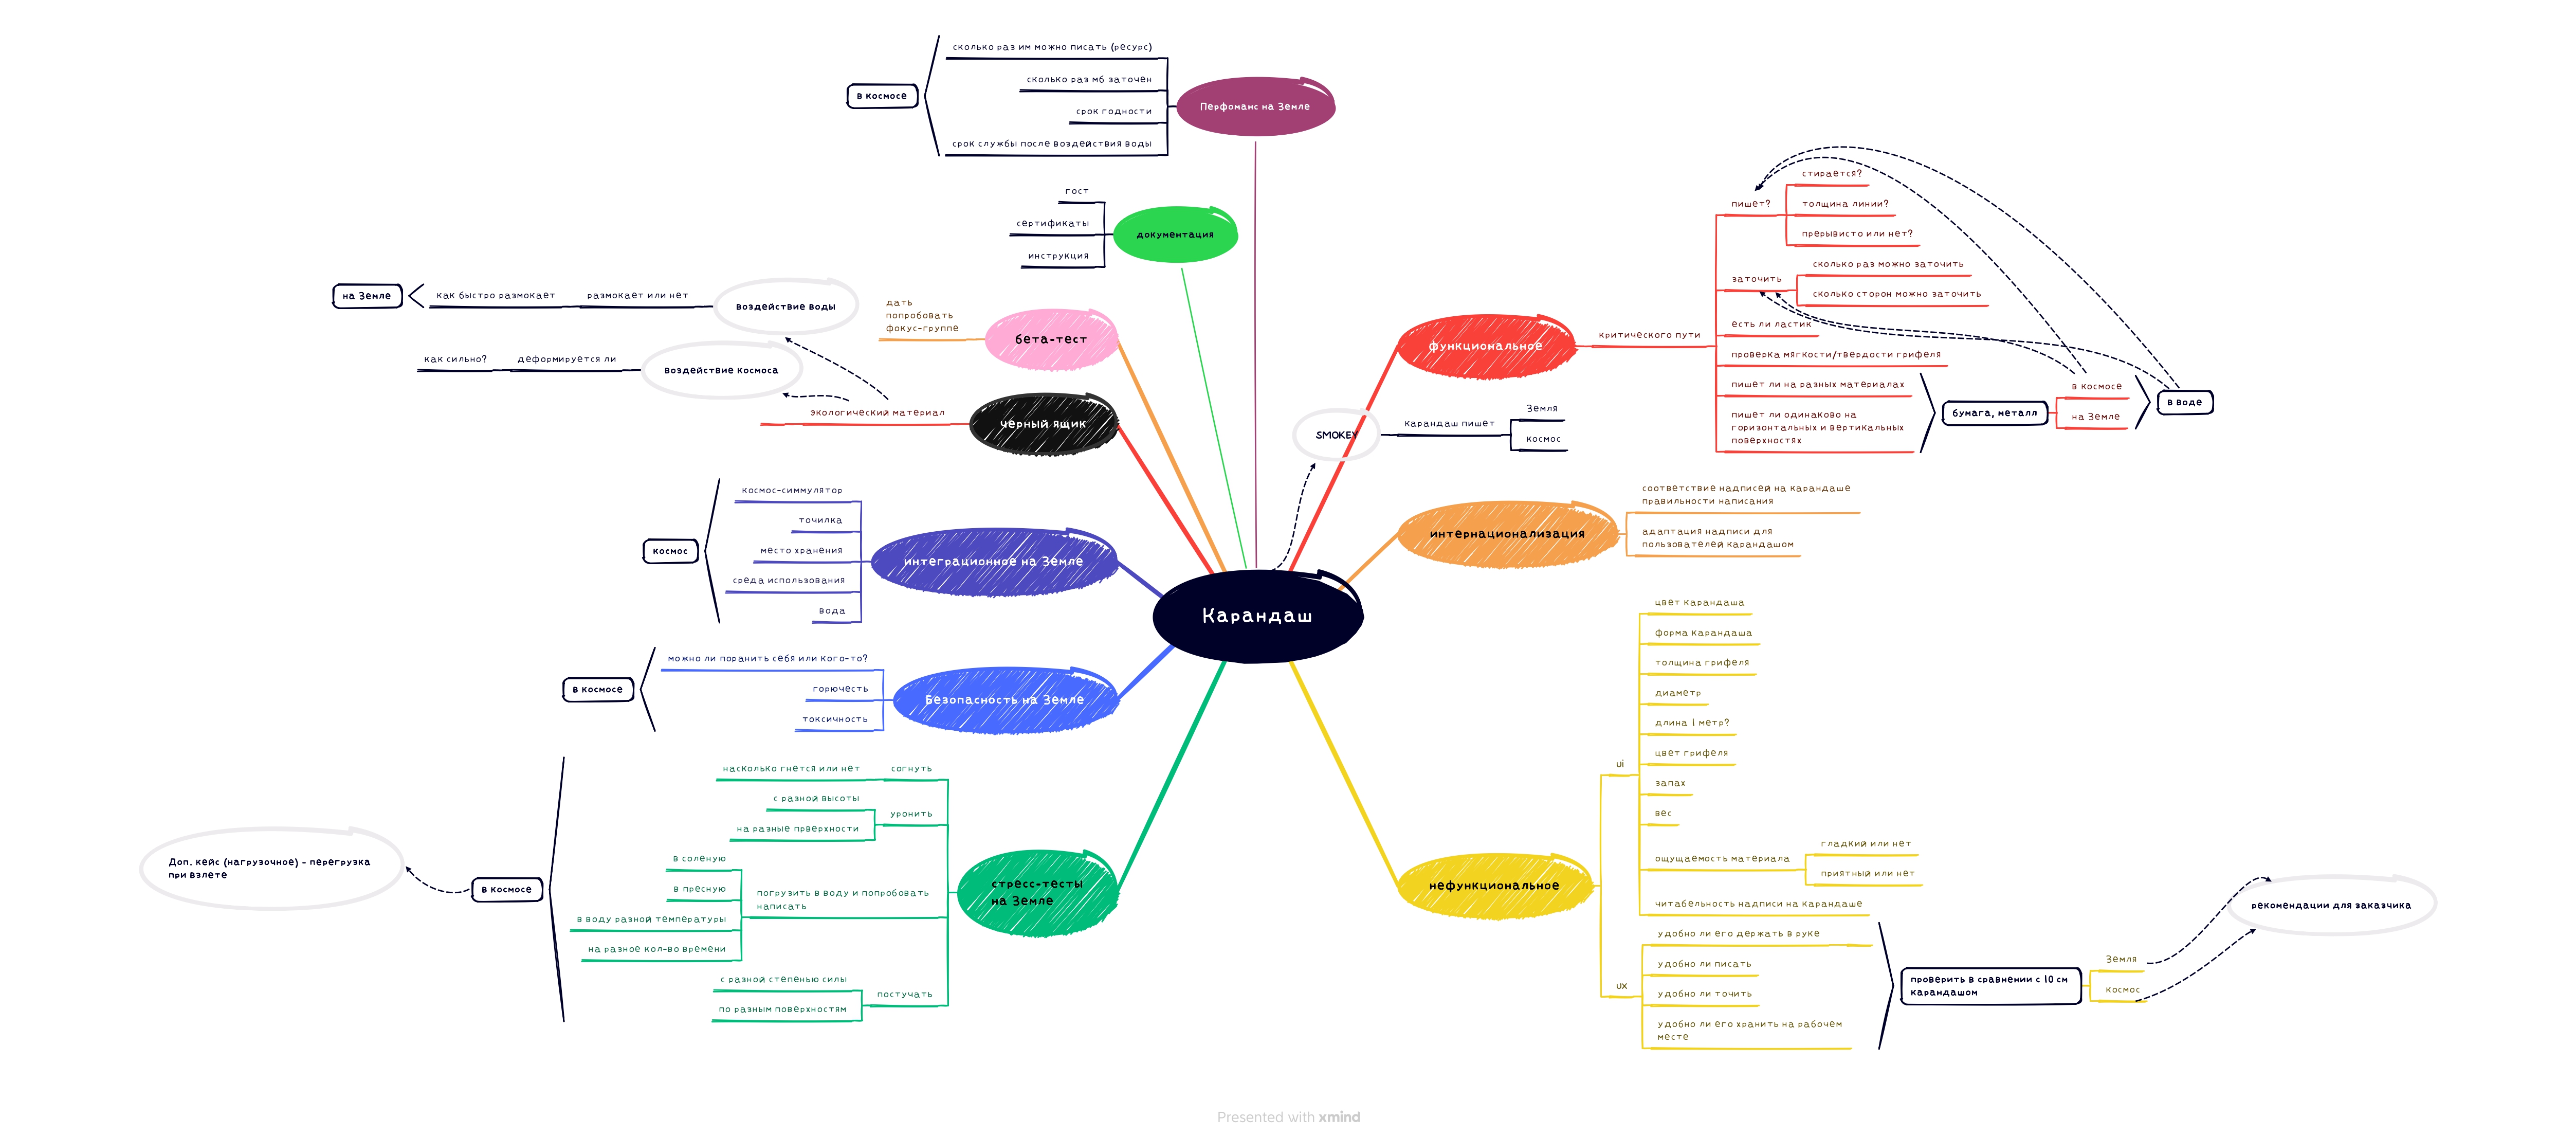 Карандаш
Перфоманс на Земле
сколько раз им можно писать (ресурс)
сколько раз мб заточен
срок годности
срок службы после воздействия воды
в космосе
документация
гост
сертификаты
инструкция
бета-тест
дать
попробовать
фокус-группе
черный ящик
экологический материал
воздействие воды
размокает или нет
как быстро размокает
на Земле
воздействие космоса
деформируется ли
как сильно?
интеграционное на Земле
космос-симмулятор
точилка
место хранения
среда использования
вода
космос
Безопасность на Земле
можно ли поранить себя или кого-то?
горючесть
токсичность
в космосе
стресс-тесты
на Земле
согнуть
насколько гнется или нет
уронить
с разной высоты
на разные прверхности
погрузить в воду и попробовать
написать
в соленую
в пресную
в воду разной температуры
на разное кол-во времени
постучать
с разной степенью силы
по разным поверхностям
в космосе
Доп. кейс (нагрузочное) - перегрузка
при взлете
функциональное
критического пути
пишет?
стирается?
толщина линии?
прерывисто или нет?
заточить
сколько раз можно заточить
сколько сторон можно заточить
есть ли ластик
проверка мягкости/твердости грифеля
пишет ли на разных материалах
пишет ли одинаково на
горизонтальных и вертикальных
поверхностях
бумага, металл
в космосе
на Земле
в воде
SMOKEY
карандаш пишет
Земля
космос
интернационализация
соответствие надписей на карандаше
правильности написания
адаптация надписи для
пользователей карандашом
нефункциональное
ui
цвет карандаша
форма карандаша
толщина грифеля
диаметр
длина 1 метр?
цвет грифеля
запах
вес
ощущаемость материала
гладкий или нет
приятный или нет
читабельность надписи на карандаше
ux
удобно ли его держать в руке
удобно ли писать
удобно ли точить
удобно ли его хранить на рабочем
месте
проверить в сравнении с 10 см
карандашом
Земля
космос
рекомендации для заказчика
Presented with xmind